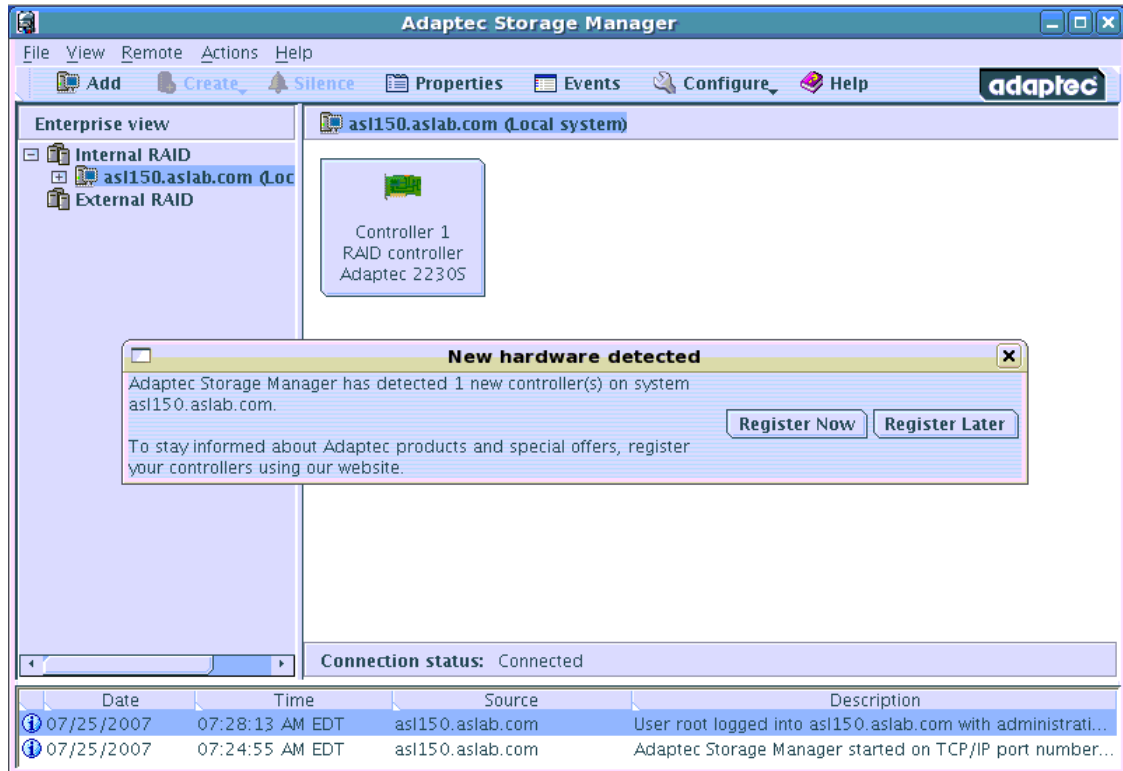 Adaptec Storage Manager
File View Remote Actions Help
Add Create Silence Properties Events Configure Help adaptec
Enterprise view
Internal RAID
asl150.aslab.com (Loc
External RAID
asl150.aslab.com (Local system)
Controller 1
RAID controller
Adaptec 2230S
New hardware detected
Adaptec Storage Manager has detected 1 new controller(s) on system
asl150.aslab.com.
To stay informed about Adaptec products and special offers, register
your controllers using our website.
Register Now Register Later
Connection status: Connected
Date Time Source Description
07/25/2007 07:28:13 AM EDT asl150.aslab.com User root logged into asl150.aslab.com with administrati...
07/25/2007 07:24:55 AM EDT asl150.aslab.com Adaptec Storage Manager started on TCP/IP port number...